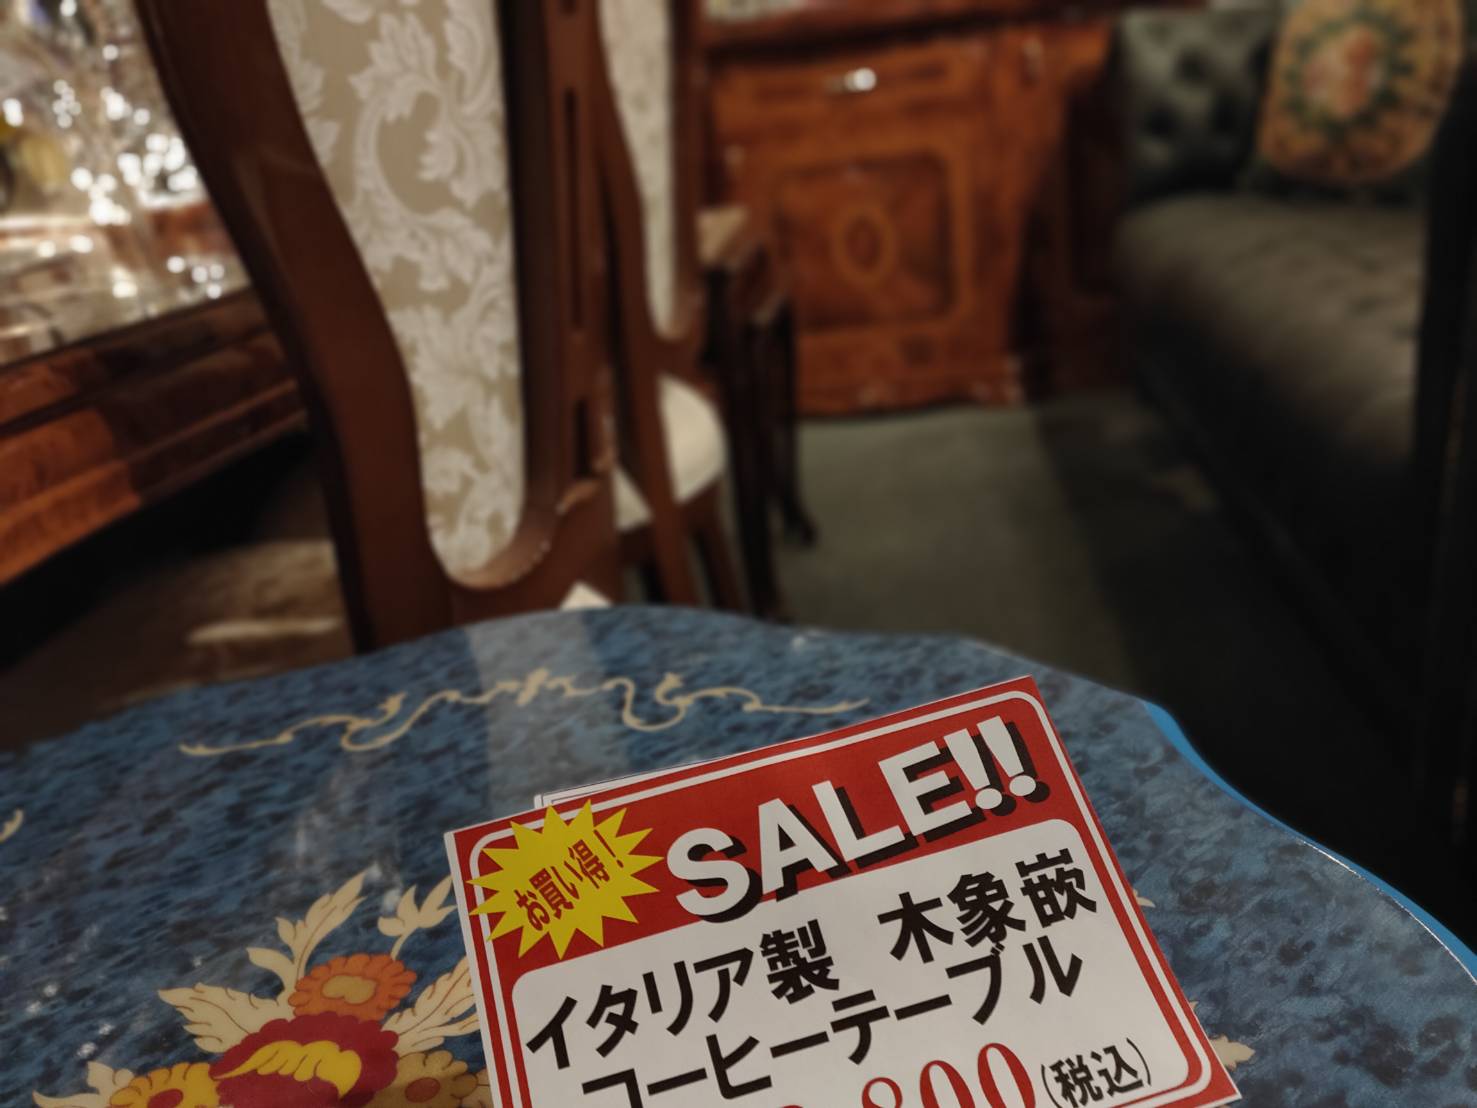 SALE!!
お買い得！
イタリア製 木象嵌
コーヒーテーブル
800(税込)